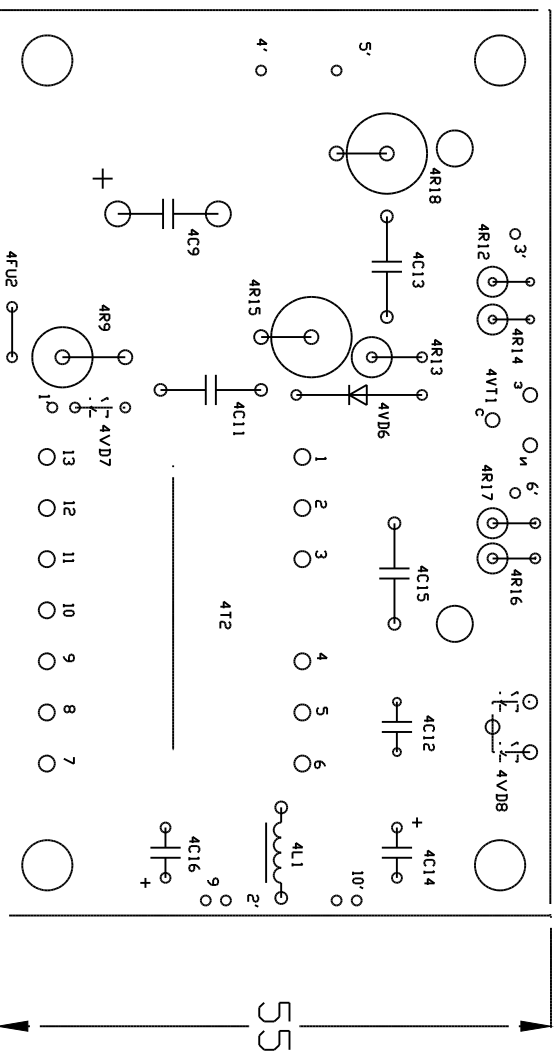 4'
5'
4R18
+
4C9
4C13
4R12
3'
4FU2
4R9
4R15
4R13
4R14
1'
4VD7
4C11
4VD6
4VT1
з
с
и
6'
13
12
11
10
9
8
7
1
2
3
4
5
6
4T2
4C15
4R17
4R16
4C12
4VD8
4C16
+
4L1
+
4C14
9
2'
10'
55